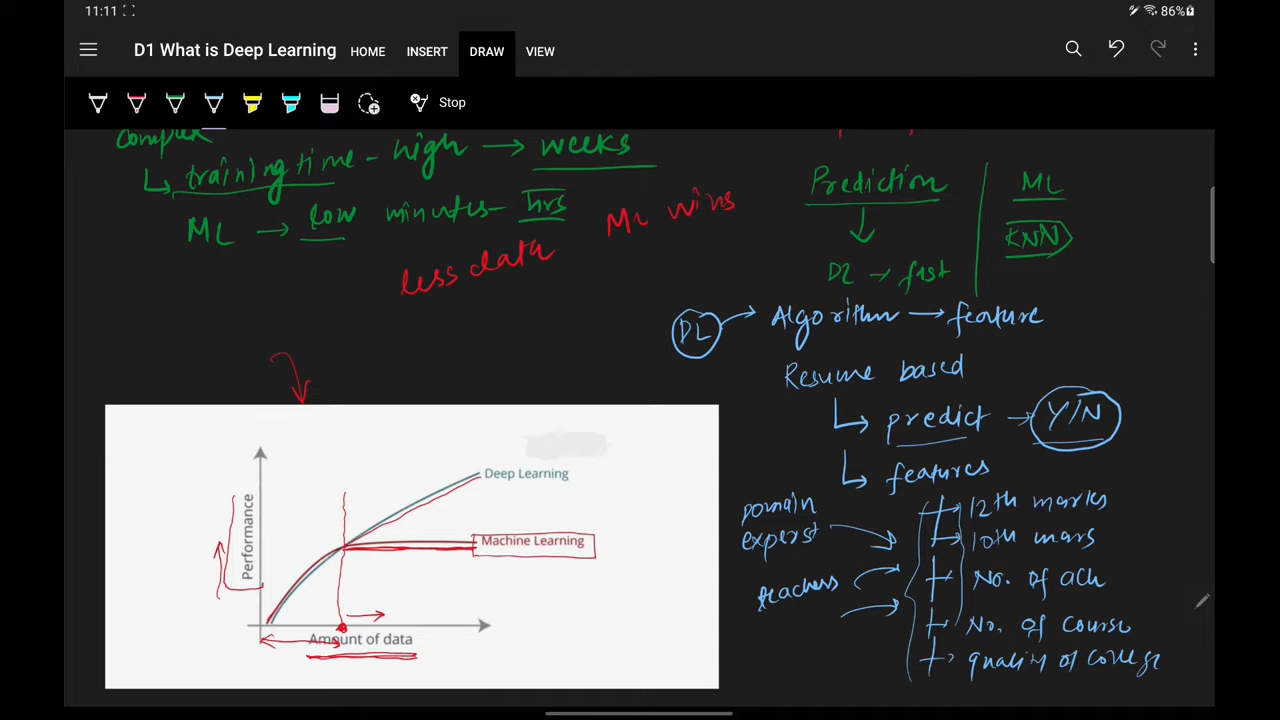 11:11
86%
D1 What is Deep Learning
HOME
INSERT
DRAW
VIEW
Stop
complex
training time - high → weeks
ML → low minutes - hrs
ML wins
less data
Prediction
DL → fast
ML
KNN
DL → Algorithm → feature
Resume based
predict → Y/N
features
12th marks
10th mars
No. of ach
No. of course
quality of college
Domain
experst
teachers
Performance
Deep Learning
Machine Learning
Amount of data